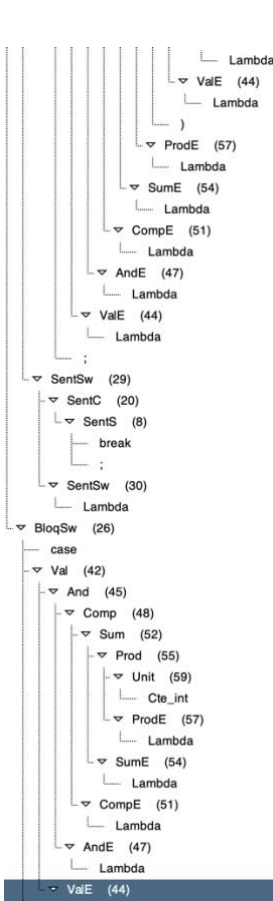 Lambda
ValE (44)
Lambda
)
ProdE (57)
Lambda
SumE (54)
Lambda
CompE (51)
Lambda
AndE (47)
Lambda
ValE (44)
Lambda
;
SentSw (29)
SentC (20)
SentS (8)
break
;
SentSw (30)
Lambda
BloqSw (26)
case
Val (42)
And (45)
Comp (48)
Sum (52)
Prod (55)
Unit (59)
Cte_int
ProdE (57)
Lambda
SumE (54)
Lambda
CompE (51)
Lambda
AndE (47)
Lambda
ValE (44)